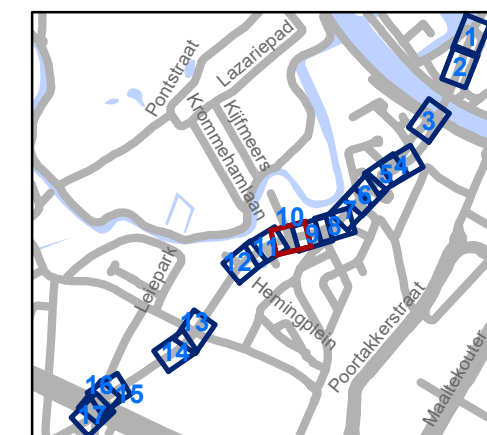 1
2
Pontstraat
Lazariepad
3
Kijfmeers
Krommehamlaan
4
5
6
7
8
9
10
11
12
Leiepark
Hemingplein
Poortakkerstraat
Maaltekouter
13
14
15
16
17